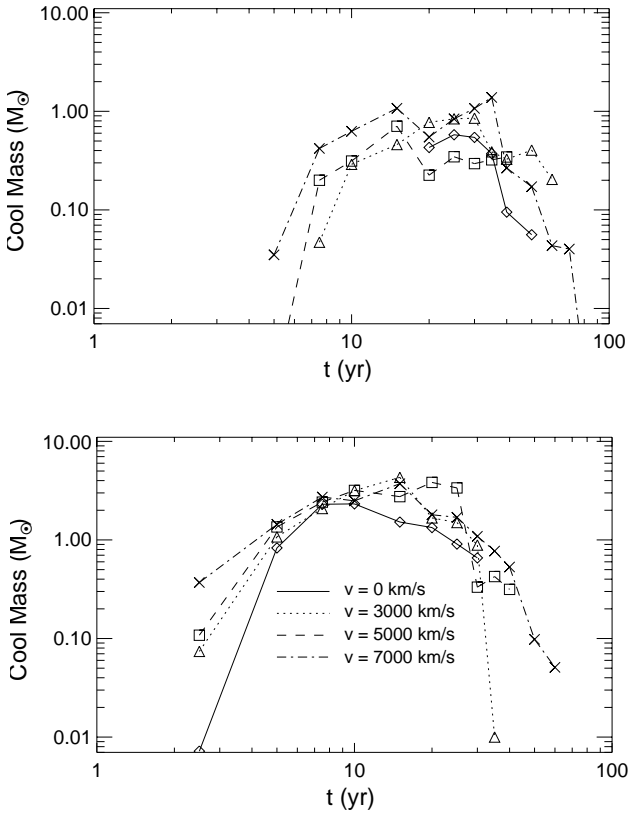 10.00
1.00
0.10
0.01
Cool Mass (M☉)
1
10
100
t (yr)
10.00
1.00
0.10
0.01
Cool Mass (M☉)
v = 0 km/s
v = 3000 km/s
v = 5000 km/s
v = 7000 km/s
1
10
100
t (yr)